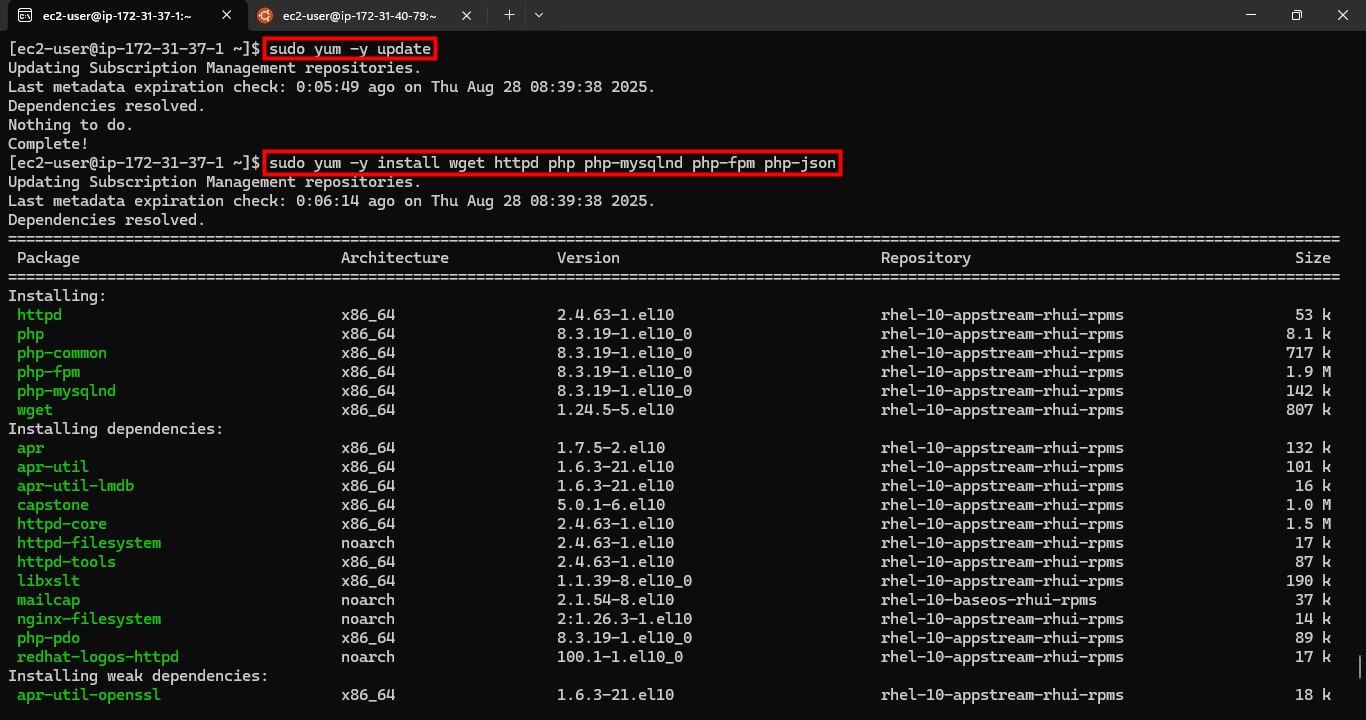 ec2-user@ip-172-31-37-1:~ ec2-user@ip-172-31-40-79:~
[ec2-user@ip-172-31-37-1 ~]$ sudo yum -y update
Updating Subscription Management repositories.
Last metadata expiration check: 0:05:49 ago on Thu Aug 28 08:39:38 2025.
Dependencies resolved.
Nothing to do.
Complete!
[ec2-user@ip-172-31-37-1 ~]$ sudo yum -y install wget httpd php php-mysqlnd php-fpm php-json
Updating Subscription Management repositories.
Last metadata expiration check: 0:06:14 ago on Thu Aug 28 08:39:38 2025.
Dependencies resolved.
====================================================================================================================================================
Package Architecture Version Repository Size
====================================================================================================================================================
Installing:
httpd x86_64 2.4.63-1.el10 rhel-10-appstream-rhui-rpms 53 k
php x86_64 8.3.19-1.el10_0 rhel-10-appstream-rhui-rpms 8.1 k
php-common x86_64 8.3.19-1.el10_0 rhel-10-appstream-rhui-rpms 717 k
php-fpm x86_64 8.3.19-1.el10_0 rhel-10-appstream-rhui-rpms 1.9 M
php-mysqlnd x86_64 8.3.19-1.el10_0 rhel-10-appstream-rhui-rpms 142 k
wget x86_64 1.24.5-5.el10 rhel-10-appstream-rhui-rpms 807 k
Installing dependencies:
apr x86_64 1.7.5-2.el10 rhel-10-appstream-rhui-rpms 132 k
apr-util x86_64 1.6.3-21.el10 rhel-10-appstream-rhui-rpms 101 k
apr-util-lmdb x86_64 1.6.3-21.el10 rhel-10-appstream-rhui-rpms 16 k
capstone x86_64 5.0.1-6.el10 rhel-10-appstream-rhui-rpms 1.0 M
httpd-core x86_64 2.4.63-1.el10 rhel-10-appstream-rhui-rpms 1.5 M
httpd-filesystem noarch 2.4.63-1.el10 rhel-10-appstream-rhui-rpms 17 k
httpd-tools x86_64 2.4.63-1.el10 rhel-10-appstream-rhui-rpms 87 k
libxslt x86_64 1.1.39-8.el10_0 rhel-10-appstream-rhui-rpms 190 k
mailcap noarch 2.1.54-8.el10 rhel-10-baseos-rhui-rpms 37 k
nginx-filesystem noarch 2:1.26.3-1.el10 rhel-10-appstream-rhui-rpms 14 k
php-pdo x86_64 8.3.19-1.el10_0 rhel-10-appstream-rhui-rpms 89 k
redhat-logos-httpd noarch 100.1-1.el10_0 rhel-10-appstream-rhui-rpms 17 k
Installing weak dependencies:
apr-util-openssl x86_64 1.6.3-21.el10 rhel-10-appstream-rhui-rpms 18 k